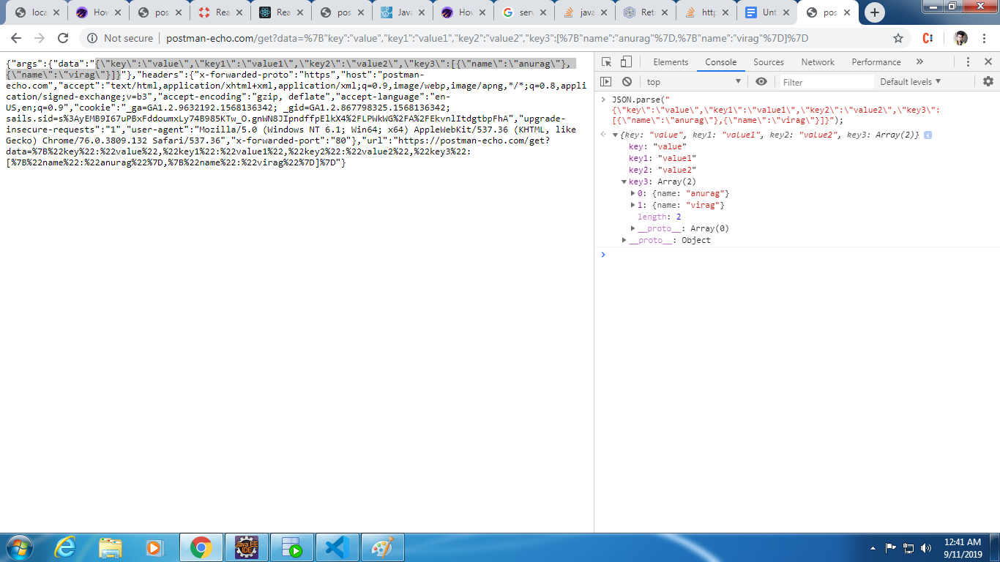 loca
How
pos
Rea
Rea
pos
Java
How
serv
java
Ret
http
Unt
pos
Not secure
postman-echo.com/get?data=%7B"key":"value","key1":"value1","key2":"value2","key3":[%7B"name":"anurag"%7D,%7B"name":"virag"%7D]%7D
{"args":{"data":"{\"key\":\"value\",\"key1\":\"value1\",\"key2\":\"value2\",\"key3\":[{\"name\":\"anurag\"},
{\"name\":\"virag\"}]}"},"headers":{"x-forwarded-proto":"https","host":"postman-
echo.com","accept":"text/html,application/xhtml+xml,application/xml;q=0.9,image/webp,image/apng,*/*;q=0.8,applic
ation/signed-exchange;v=b3","accept-encoding":"gzip, deflate","accept-language":"en-
US,en;q=0.9","cookie":"_ga=GA1.2.9632192.1568136342; _gid=GA1.2.867798325.1568136342;
sails.sid=s%3AyEMB9I67uPBxFddoumxLy74B985KTw_O.gnWN8JIpndffpElkX4%2FLPWkWG%2FA%2FEkvnlItdgtbpFhA","upgrade-
insecure-requests":"1","user-agent":"Mozilla/5.0 (Windows NT 6.1; Win64; x64) AppleWebKit/537.36 (KHTML, like
Gecko) Chrome/76.0.3809.132 Safari/537.36","x-forwarded-port":"80"},"url":"https://postman-echo.com/get?
data=%7B%22key%22:%22value%22,%22key1%22:%22value1%22,%22key2%22:%22value2%22,%22key3%22:
[%7B%22name%22:%22anurag%22%7D,%7B%22name%22:%22virag%22%7D]%7D"}
Elements
Console
Sources
Network
Performance
top
Filter
Default levels
JSON.parse("
{\"key\":\"value\",\"key1\":\"value1\",\"key2\":\"value2\",\"key3\":
[{\"name\":\"anurag\"},{\"name\":\"virag\"}]}");
{key: "value", key1: "value1", key2: "value2", key3: Array(2)}
key: "value"
key1: "value1"
key2: "value2"
key3: Array(2)
0: {name: "anurag"}
1: {name: "virag"}
length: 2
__proto__: Array(0)
__proto__: Object
Java EE
IDE
12:41 AM
9/11/2019